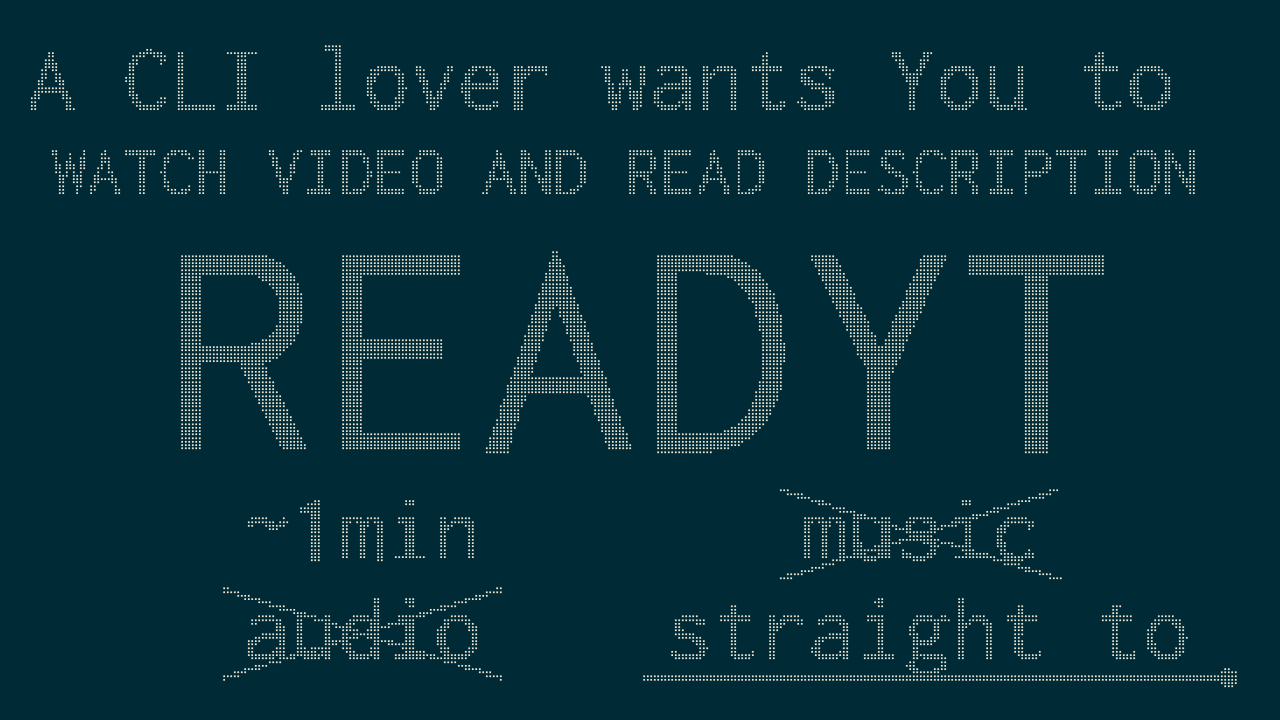 A CLI lover wants You to
WATCH VIDEO AND READ DESCRIPTION
READYT
~1min
music
audio
straight to